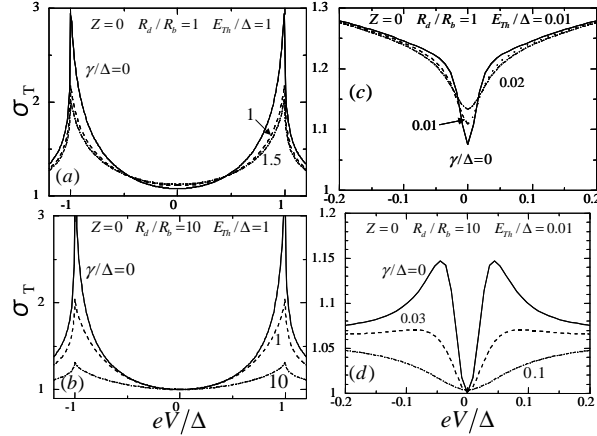 Z=0 R_d/R_b=1 E_Th/Δ=1
γ/Δ=0
1
1.5
(a)
σ_T
3
2
1
-1 0 1
Z=0 R_d/R_b=1 E_Th/Δ=0.01
0.02
(c)
0.01
γ/Δ=0
1.3
1.2
1.1
1
-0.2 -0.1 0 0.1 0.2
Z=0 R_d/R_b=10 E_Th/Δ=1
γ/Δ=0
1
10
(b)
σ_T
3
2
1
-1 0 1
eV/Δ
Z=0 R_d/R_b=10 E_Th/Δ=0.01
γ/Δ=0
0.03
0.1
(d)
1.2
1.15
1.1
1.05
1
-0.2 -0.1 0 0.1 0.2
eV/Δ